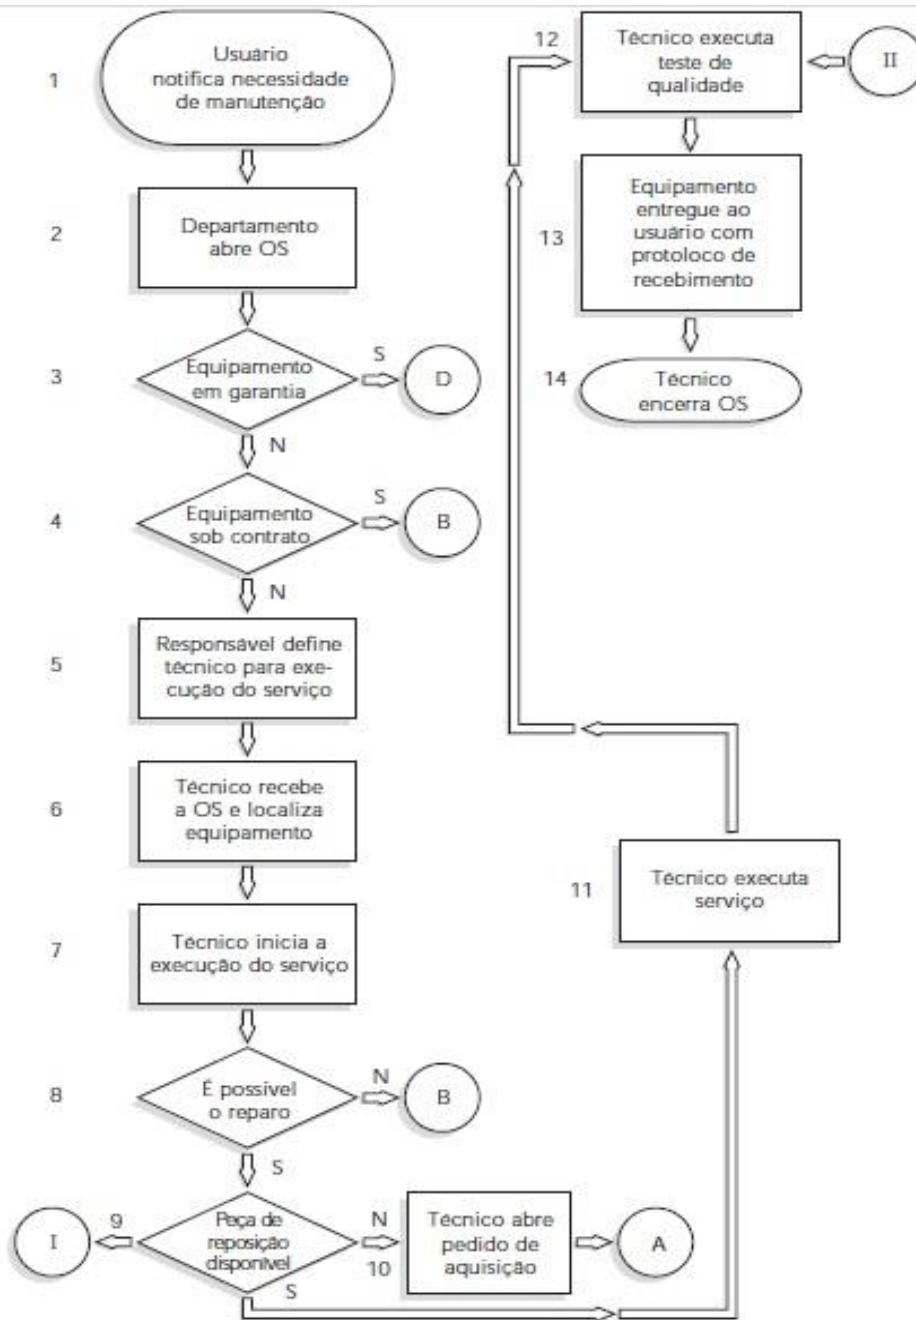 1
Usuário
notifica necessidade
de manutenção
2
Departamento
abre OS
3
Equipamento
em garantia
S
D
N
4
Equipamento
sob contrato
S
B
N
5
Responsável define
técnico para exe-
cução do serviço
6
Técnico recebe
a OS e localiza
equipamento
7
Técnico inicia a
execução do serviço
8
É possível
o reparo
N
B
S
I
9
Peça de
reposição
disponível
N
10
Técnico abre
pedido de
aquisição
A
S
11
Técnico executa
serviço
12
Técnico executa
teste de
qualidade
II
13
Equipamento
entregue ao
usuário com
protoloco de
recebimento
14
Técnico
encerra OS